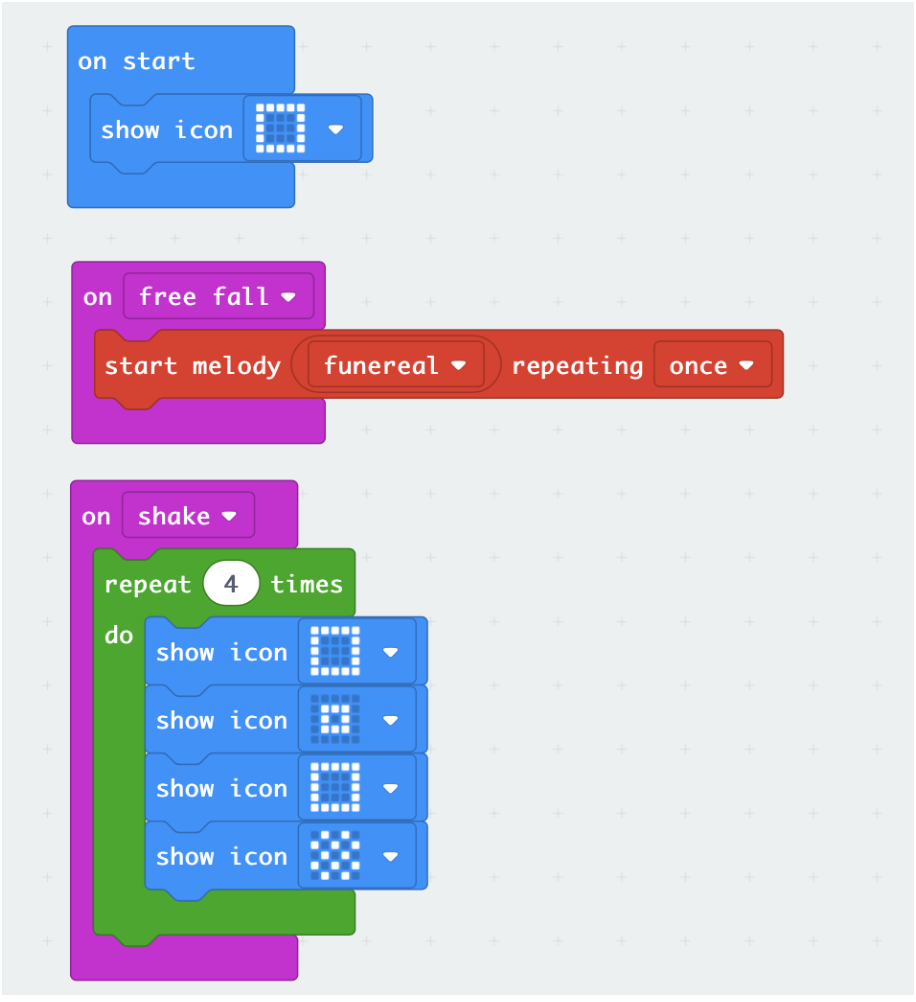 on start
show icon
on free fall
start melody funereal repeating once
on shake
repeat 4 times
do
show icon
show icon
show icon
show icon